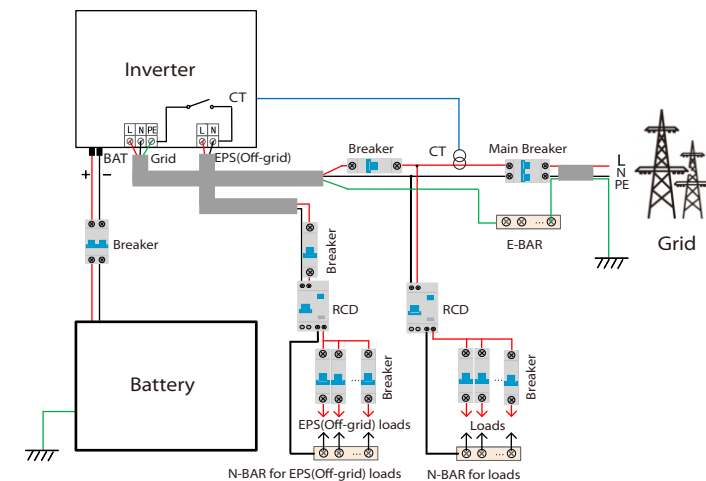 Inverter
CT
L N PE
L N
BAT
Grid
EPS(Off-grid)
+
−
Breaker
CT
Main Breaker
L
N
PE
E-BAR
Grid
Breaker
Breaker
RCD
RCD
Battery
Breaker
Breaker
EPS(Off-grid) loads
Loads
N-BAR for EPS(Off-grid) loads
N-BAR for loads